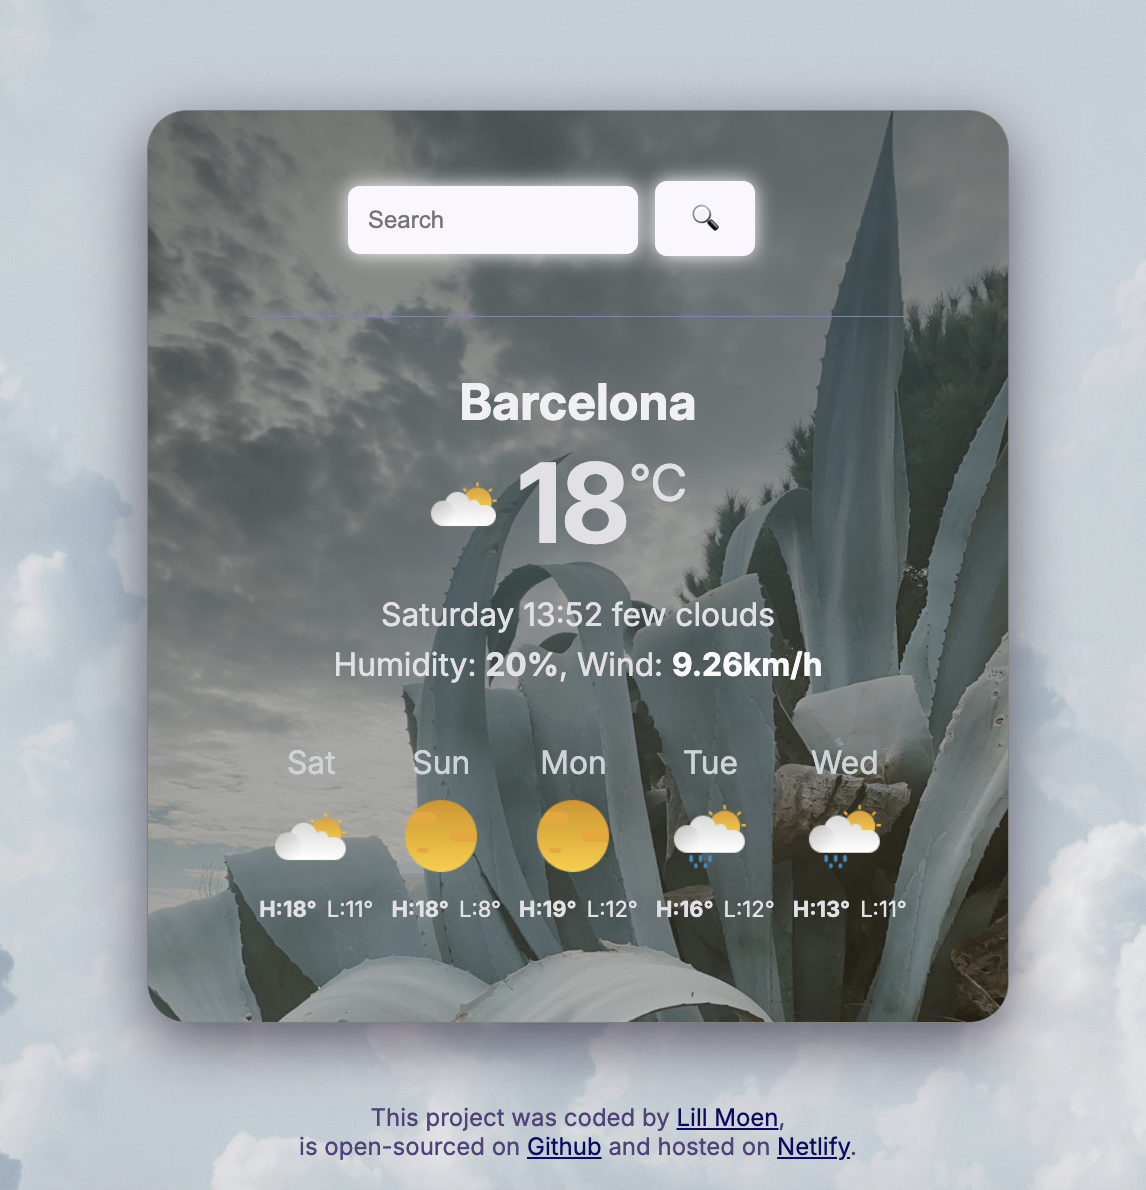 Search
Barcelona
18°C
Saturday 13:52 few clouds
Humidity: 20%, Wind: 9.26km/h
Sat Sun Mon Tue Wed
H:18° L:11° H:18° L:8° H:19° L:12° H:16° L:12° H:13° L:11°
This project was coded by Lill Moen,
is open-sourced on Github and hosted on Netlify.